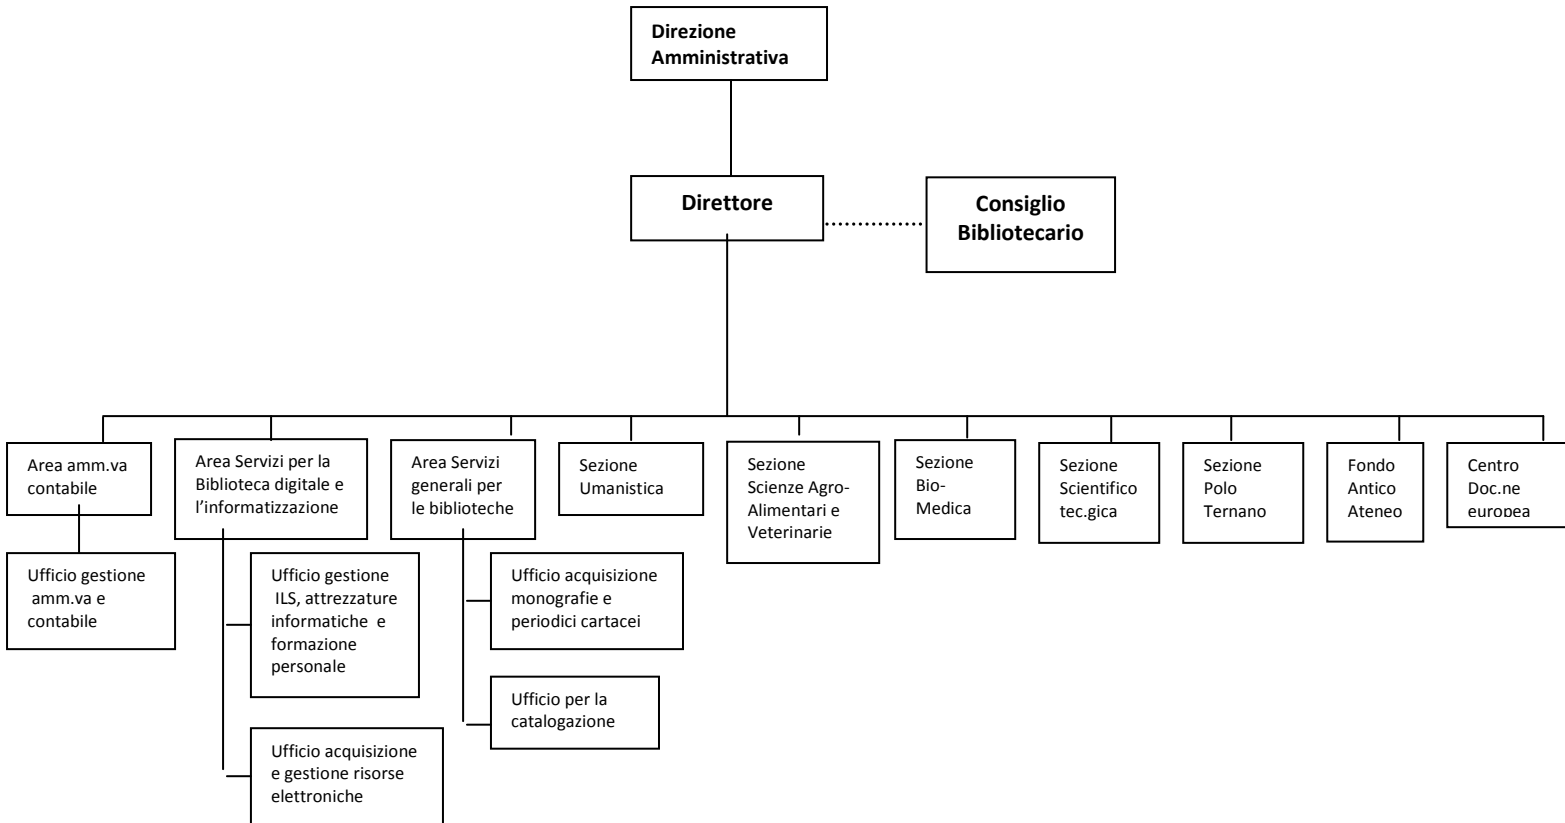 Direzione
Amministrativa
Direttore
Consiglio
Bibliotecario
Area amm.va
contabile
Area Servizi per la
Biblioteca digitale e
l'informatizzazione
Area Servizi
generali per
le biblioteche
Sezione
Umanistica
Sezione
Scienze Agro-
Alimentari e
Veterinarie
Sezione
Bio-
Medica
Sezione
Scientifico
tec.gica
Sezione
Polo
Ternano
Fondo
Antico
Ateneo
Centro
Doc.ne
europea
Ufficio gestione
amm.va e
contabile
Ufficio gestione
ILS, attrezzature
informatiche e
formazione
personale
Ufficio acquisizione
e gestione risorse
elettroniche
Ufficio acquisizione
monografie e
periodici cartacei
Ufficio per la
catalogazione